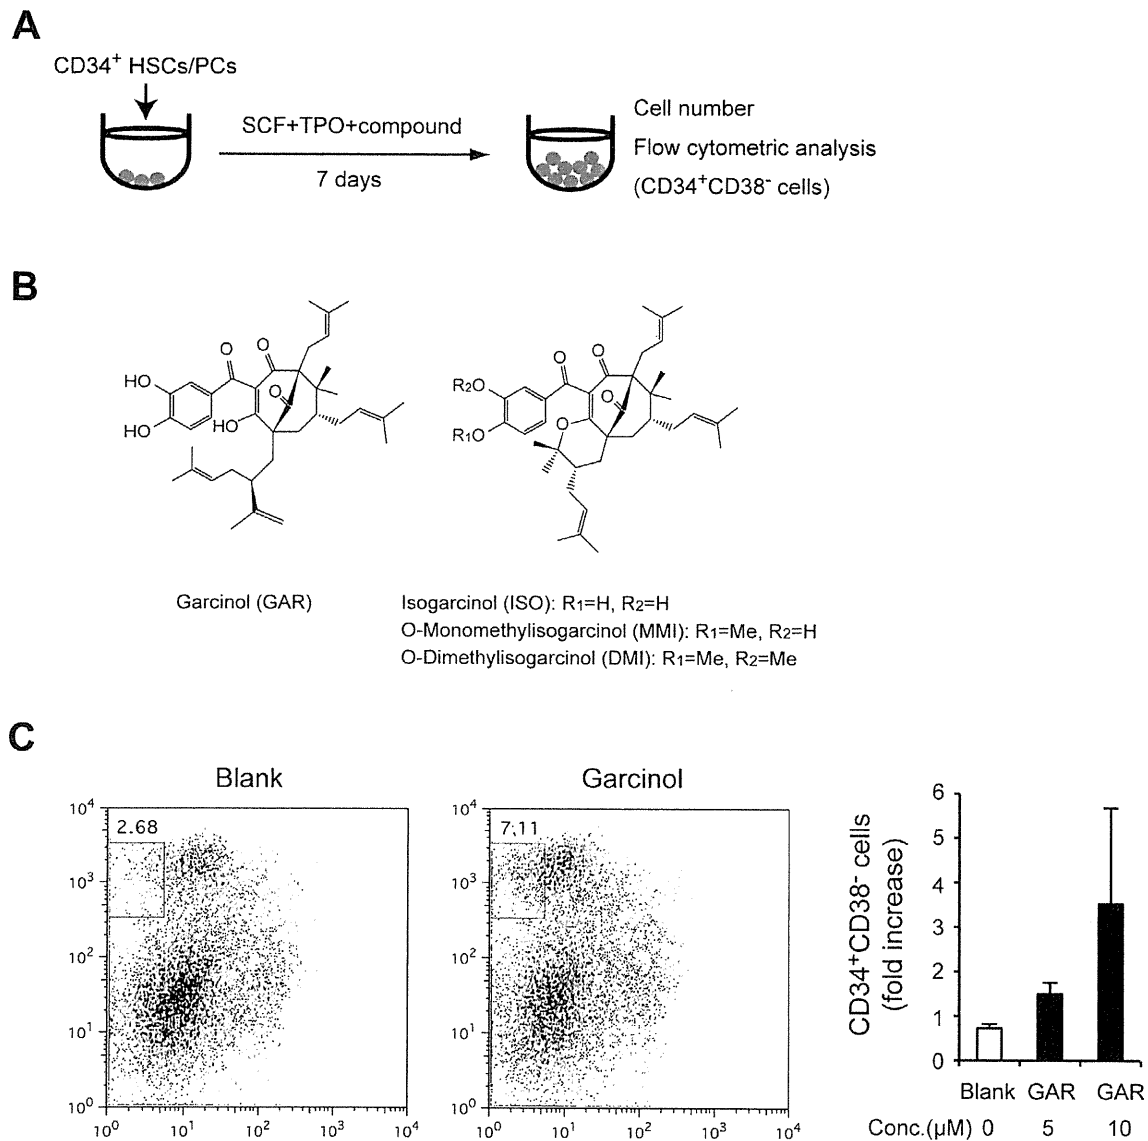 A
CD34+ HSCs/PCs
SCF+TPO+compound
7 days
Cell number
Flow cytometric analysis
(CD34+CD38- cells)
B
O
O
HO
HO
O
HO
O
O
R2O
R1O
O
O
Garcinol (GAR)
Isogarcinol (ISO): R1=H, R2=H
O-Monomethylisogarcinol (MMI): R1=Me, R2=H
O-Dimethylisogarcinol (DMI): R1=Me, R2=Me
C
Blank
10^4
10^3
10^2
10^1
10^0
2.68
10^0 10^1 10^2 10^3 10^4
Garcinol
10^4
10^3
10^2
10^1
10^0
7.11
10^0 10^1 10^2 10^3 10^4
CD34+CD38- cells
(fold increase)
6
5
4
3
2
1
0
Blank GAR GAR
Conc.(μM) 0 5 10